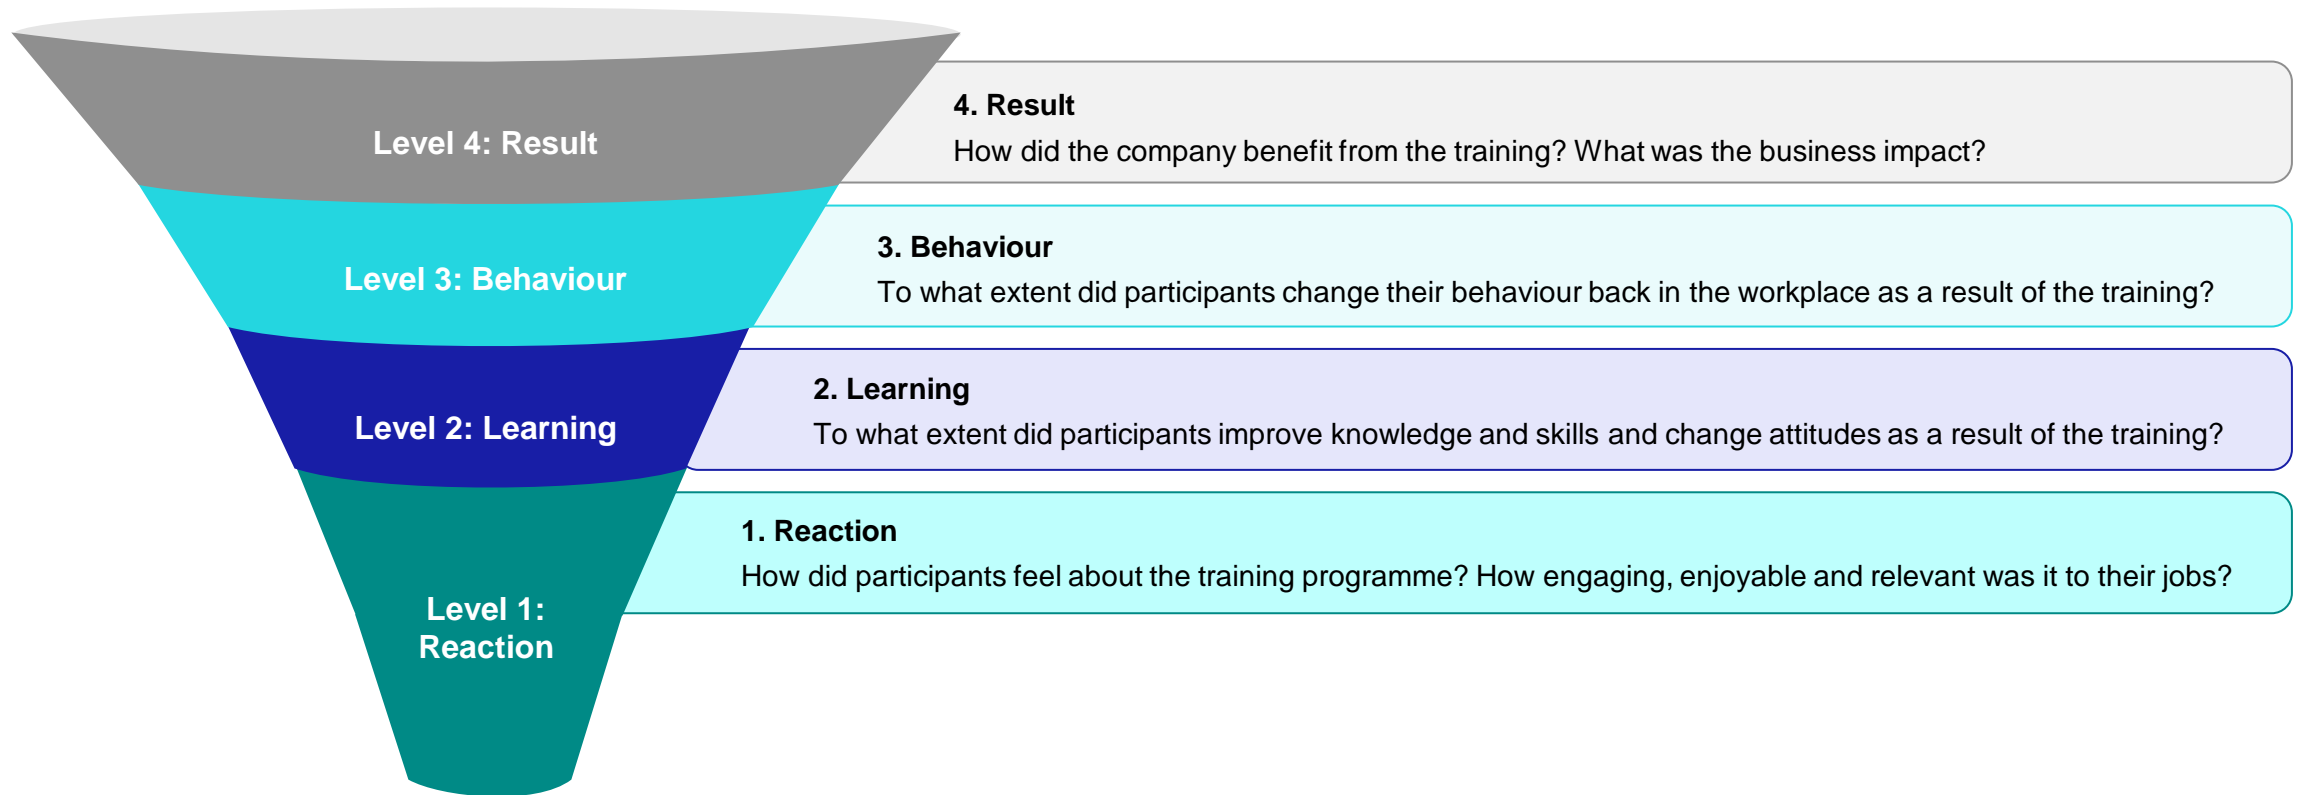 Level 4: Result
4. Result
How did the company benefit from the training? What was the business impact?
Level 3: Behaviour
3. Behaviour
To what extent did participants change their behaviour back in the workplace as a result of the training?
Level 2: Learning
2. Learning
To what extent did participants improve knowledge and skills and change attitudes as a result of the training?
Level 1:
Reaction
1. Reaction
How did participants feel about the training programme? How engaging, enjoyable and relevant was it to their jobs?